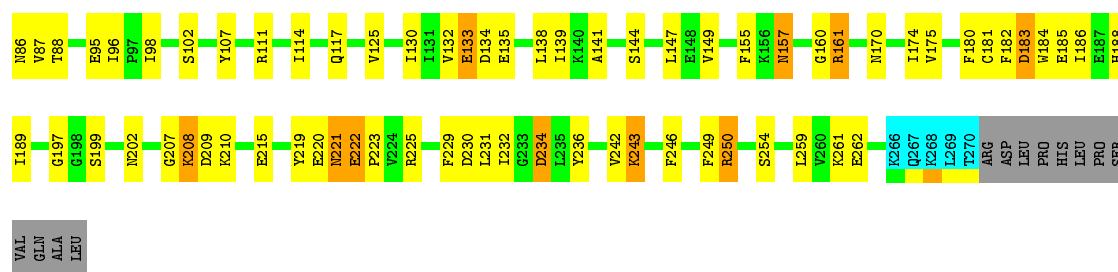 N86 V87 T88 E95 I96 P97 I98 S102 Y107 R111 I114 Q117 V125 I130 I131 V132 E133 D134 E135 L138 I139 K140 A141 S144 L147 E148 V149 F155 K156 N157 G160 R161 N170 I174 V175 F180 C181 F182 D183 W184 E185 I186 E187 H188
I189 G197 G198 S199 N202 G207 K208 D209 K210 E215 Y219 E220 N221 E222 P223 V224 R225 F229 D230 L231 I232 G233 D234 L235 Y236 V242 K243 F246 F249 R250 S254 L259 V260 K261 E262 K266 Q267 K268 L269 T270 ARG ASP LEU PRO HIS LEU PRO SER
VAL GLN ALA LEU